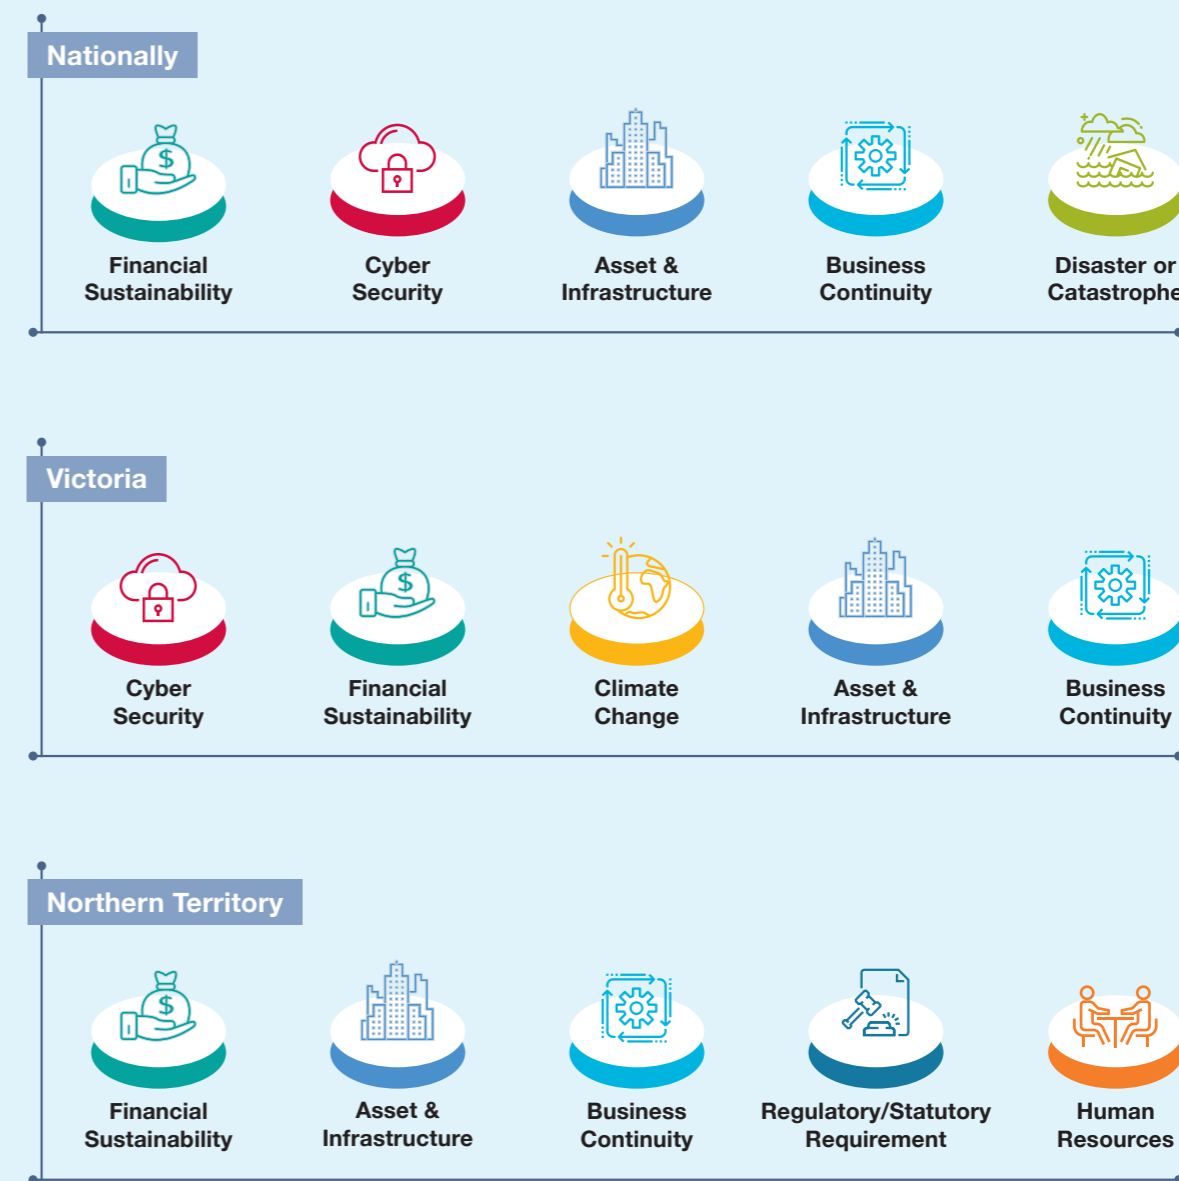 Nationally
Financial
Sustainability
Cyber
Security
Asset &
Infrastructure
Business
Continuity
Disaster or
Catastrophe
Victoria
Cyber
Security
Financial
Sustainability
Climate
Change
Asset &
Infrastructure
Business
Continuity
Northern Territory
Financial
Sustainability
Asset &
Infrastructure
Business
Continuity
Regulatory/Statutory
Requirement
Human
Resources